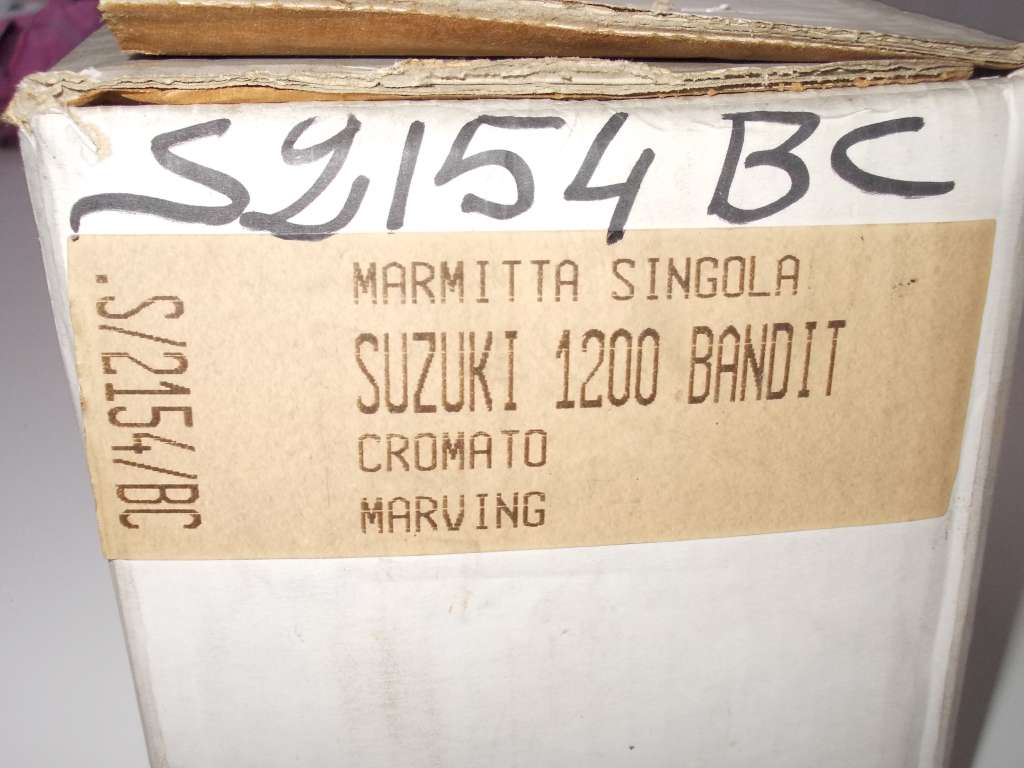 S2154 BC
MARMITTA SINGOLA
SUZUKI 1200 BANDIT
CROMATO
MARVING
.S/2154/BC